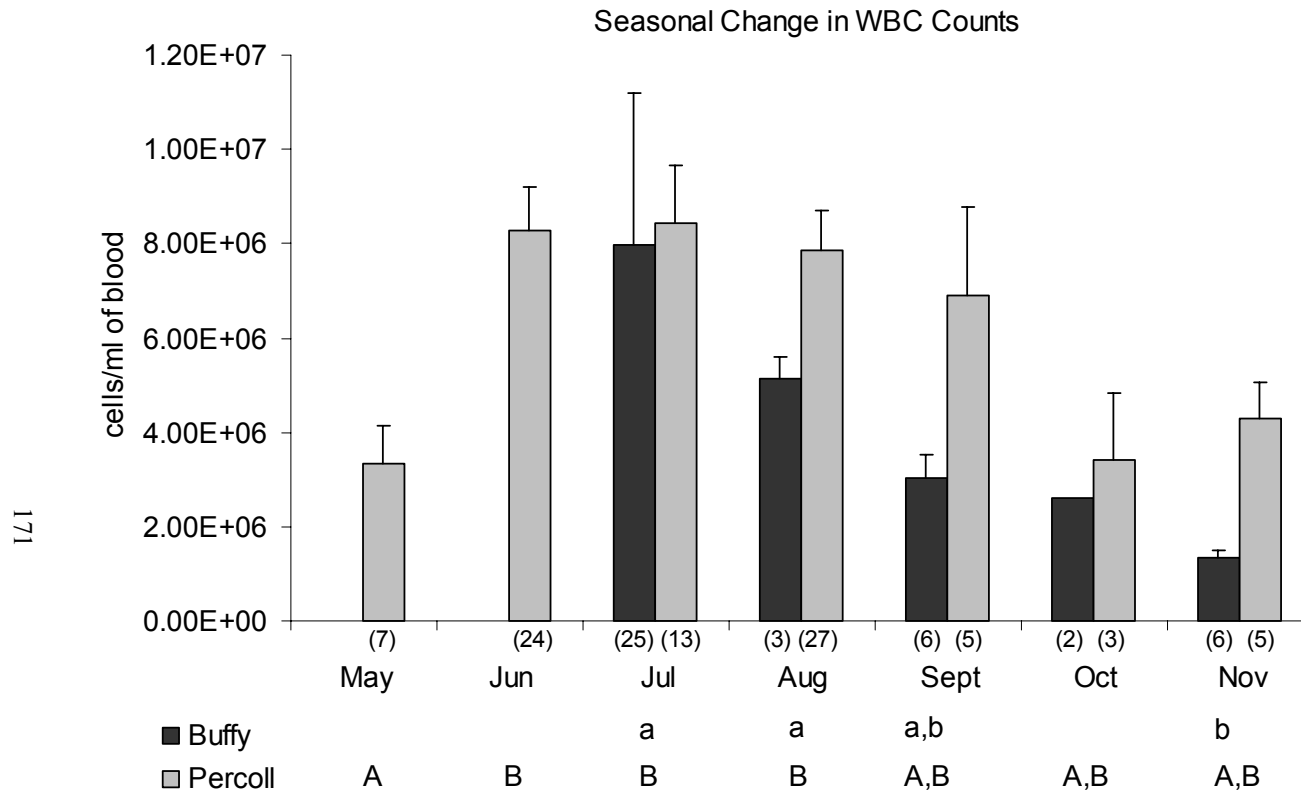 Seasonal Change in WBC Counts
1.20E+07
1.00E+07
8.00E+06
6.00E+06
4.00E+06
2.00E+06
0.00E+00
cells/ml of blood
171
(7) (24) (25) (13) (3) (27) (6) (5) (2) (3) (6) (5)
May Jun Jul Aug Sept Oct Nov
Buffy a a a,b b
Percoll A B B B A,B A,B A,B